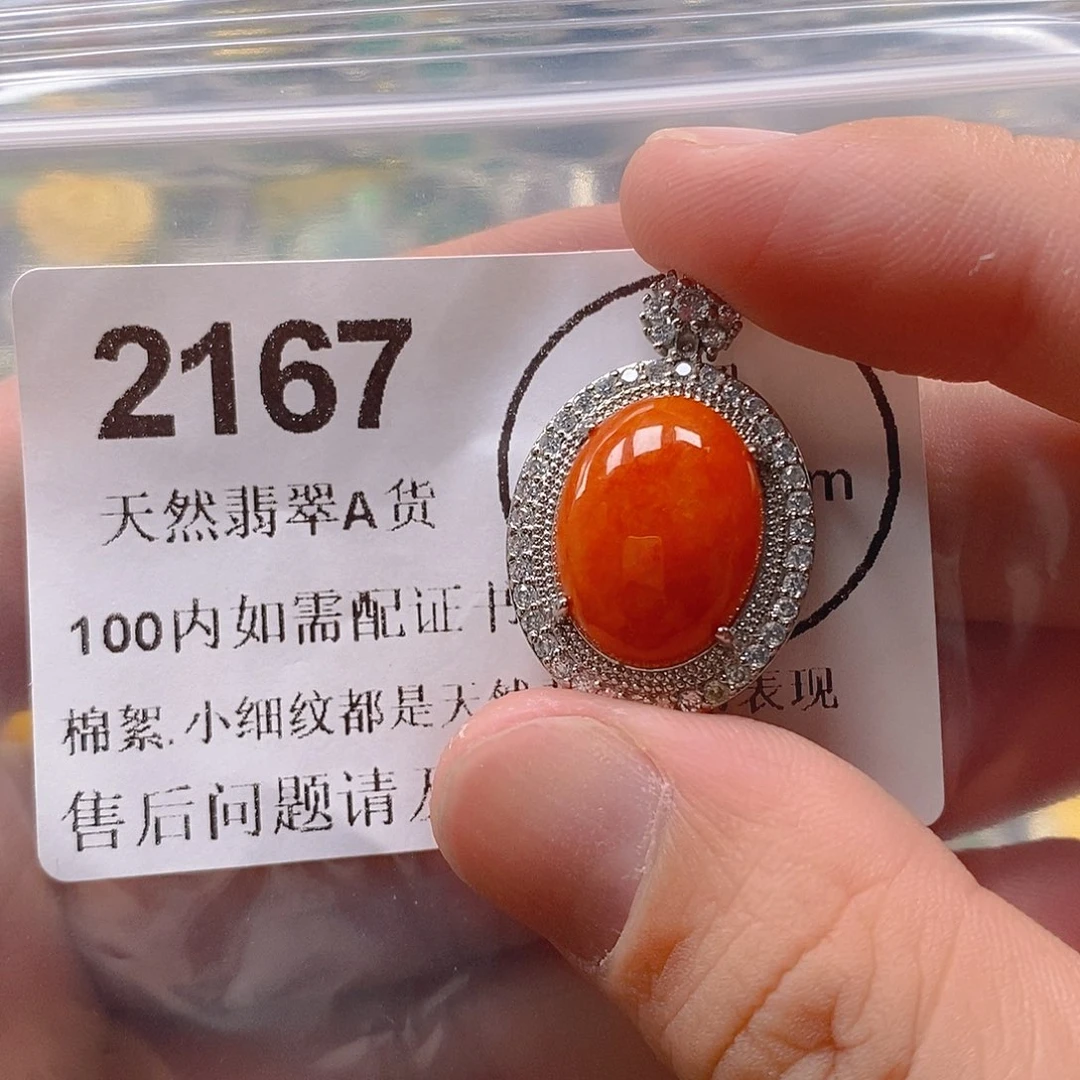 2167
天然翡翠A货
m
100内如需配证
棉絮.小细纹都是天然 表现
售后问题请